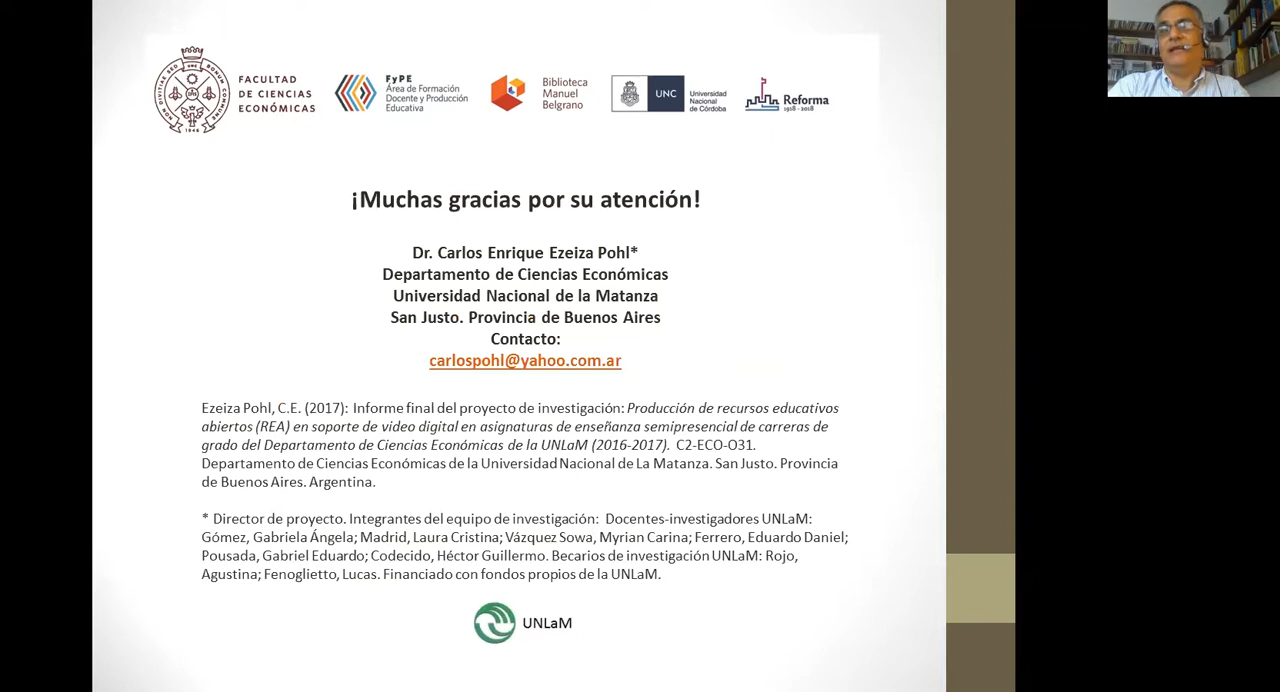 FACULTAD
DE CIENCIAS
ECONÓMICAS
FyPE
Área de Formación
Docente y Producción
Educativa
Biblioteca
Manuel
Belgrano
UNC
Universidad
Nacional
de Córdoba
Reforma
1918 - 2018
¡Muchas gracias por su atención!
Dr. Carlos Enrique Ezeiza Pohl*
Departamento de Ciencias Económicas
Universidad Nacional de la Matanza
San Justo. Provincia de Buenos Aires
Contacto:
carlospohl@yahoo.com.ar
Ezeiza Pohl, C.E. (2017): Informe final del proyecto de investigación: Producción de recursos educativos
abiertos (REA) en soporte de video digital en asignaturas de enseñanza semipresencial de carreras de
grado del Departamento de Ciencias Económicas de la UNLaM (2016-2017). C2-ECO-O31.
Departamento de Ciencias Económicas de la Universidad Nacional de La Matanza. San Justo. Provincia
de Buenos Aires. Argentina.
* Director de proyecto. Integrantes del equipo de investigación: Docentes-investigadores UNLaM:
Gómez, Gabriela Ángela; Madrid, Laura Cristina; Vázquez Sowa, Myrian Carina; Ferrero, Eduardo Daniel;
Pousada, Gabriel Eduardo; Codecido, Héctor Guillermo. Becarios de investigación UNLaM: Rojo,
Agustina; Fenoglietto, Lucas. Financiado con fondos propios de la UNLaM.
UNLaM